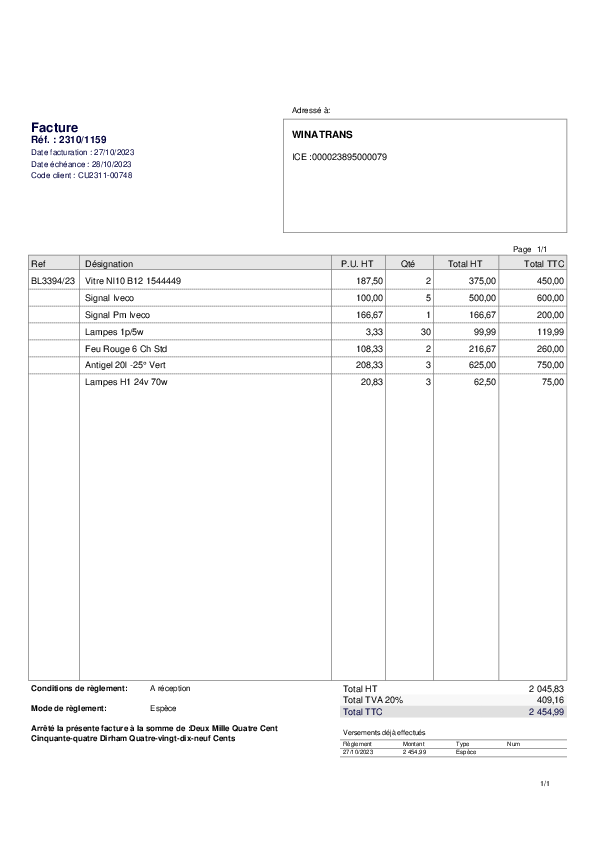 Adressé à:
Facture
Réf. : 2310/1159
Date facturation : 27/10/2023
Date échéance : 28/10/2023
Code client : CU2311-00748
WINATRANS
ICE :000023895000079
Page 1/1
Ref Désignation P.U. HT Qté Total HT Total TTC
BL3394/23 Vitre Nl10 B12 1544449 187,50 2 375,00 450,00
Signal Iveco 100,00 5 500,00 600,00
Signal Pm Iveco 166,67 1 166,67 200,00
Lampes 1p/5w 3,33 30 99,99 119,99
Feu Rouge 6 Ch Std 108,33 2 216,67 260,00
Antigel 20l -25° Vert 208,33 3 625,00 750,00
Lampes H1 24v 70w 20,83 3 62,50 75,00
Conditions de règlement: A réception
Mode de règlement: Espèce
Arrêté la présente facture à la somme de :Deux Mille Quatre Cent
Cinquante-quatre Dirham Quatre-vingt-dix-neuf Cents
Total HT 2 045,83
Total TVA 20% 409,16
Total TTC 2 454,99
Versements déjà effectués
Règlement Montant Type Num
27/10/2023 2 454,99 Espèce
1/1